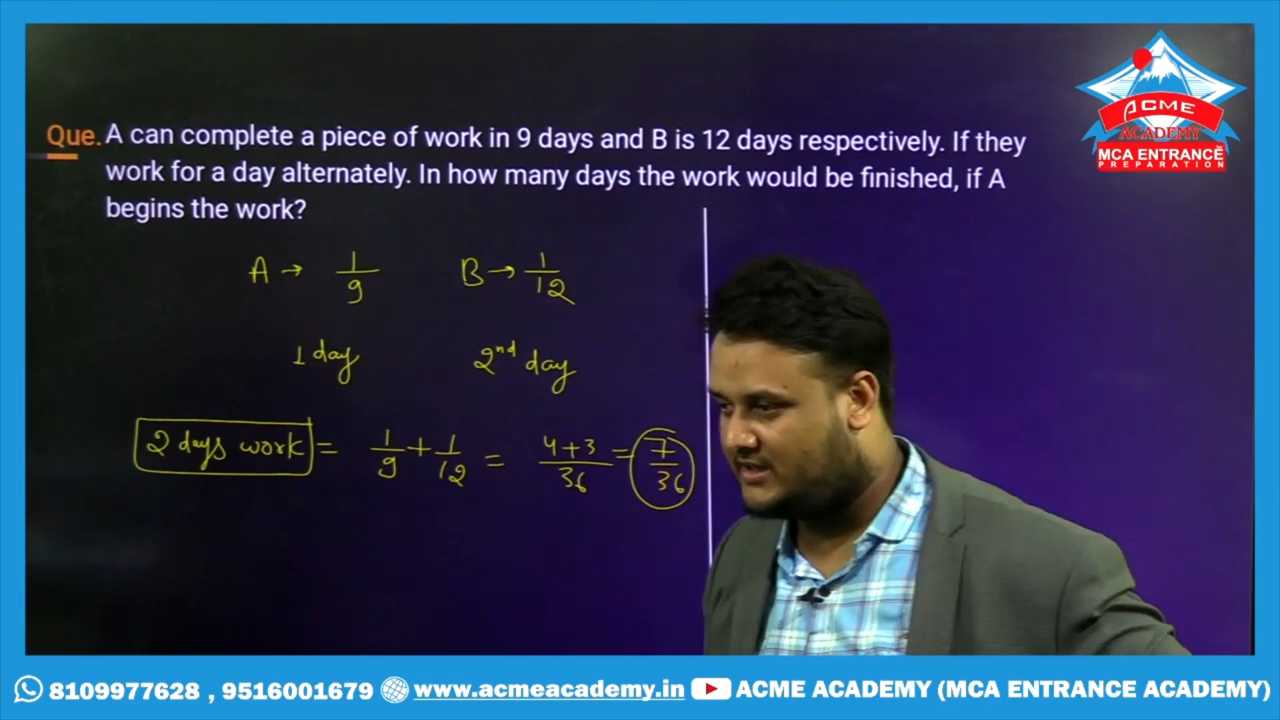 Que. A can complete a piece of work in 9 days and B is 12 days respectively. If they
work for a day alternately. In how many days the work would be finished, if A
begins the work?
A → 1/9 B → 1/12
1 day 2nd day
2 days work = 1/9 + 1/12 = 4+3/36 = 7/36
ACME
ACADEMY
MCA ENTRANCE
PREPARATION
8109977628 , 9516001679 www.acmeacademy.in ACME ACADEMY (MCA ENTRANCE ACADEMY)